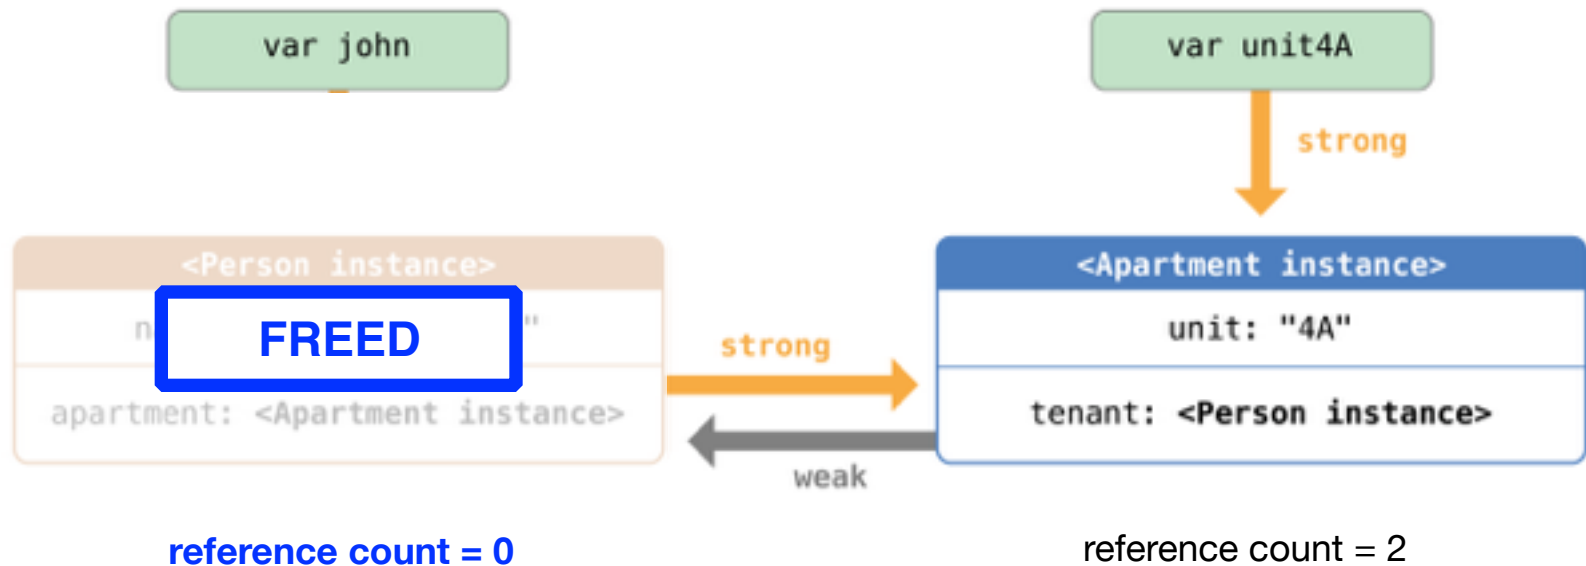 var john
var unit4A
strong
<Person instance>
<Apartment instance>
n
"
FREED
unit: "4A"
strong
apartment: <Apartment instance>
tenant: <Person instance>
weak
reference count = 0
reference count = 2